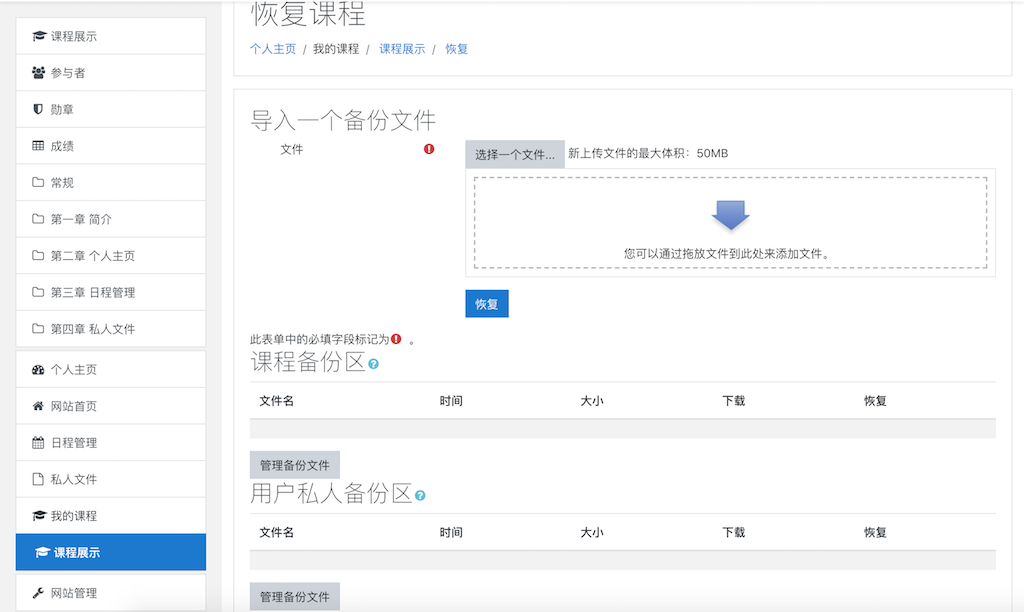 恢复课程
个人主页 / 我的课程 / 课程展示 / 恢复
课程展示
参与者
勋章
成绩
常规
第一章 简介
第二章 个人主页
第三章 日程管理
第四章 私人文件
个人主页
网站首页
日程管理
私人文件
我的课程
课程展示
网站管理
导入一个备份文件
文件
选择一个文件... 新上传文件的最大体积：50MB
您可以通过拖放文件到此处来添加文件。
恢复
此表单中的必填字段标记为 。
课程备份区
文件名 时间 大小 下载 恢复
管理备份文件
用户私人备份区
文件名 时间 大小 下载 恢复
管理备份文件